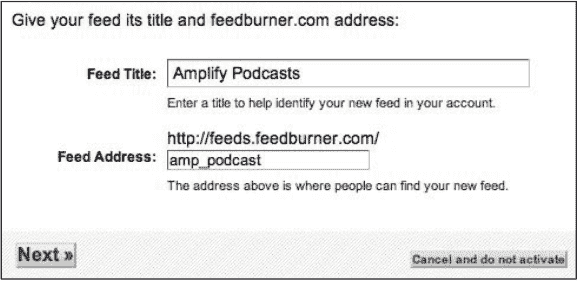 Give your feed its title and feedburner.com address:
Feed Title: Amplify Podcasts
Enter a title to help identify your new feed in your account.
http://feeds.feedburner.com/
Feed Address: amp_podcast
The address above is where people can find your new feed.
Next » Cancel and do not activate